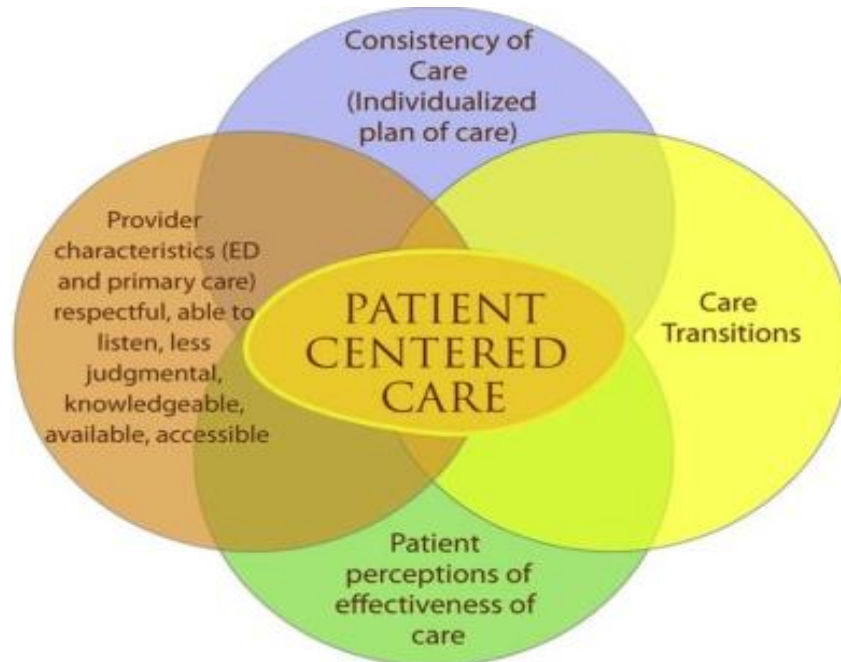 Consistency of
Care
(Individualized
plan of care)
Provider
characteristics (ED
and primary care)
respectful, able to
listen, less
judgmental,
knowledgeable,
available, accessible
PATIENT
CENTERED
CARE
Care
Transitions
Patient
perceptions of
effectiveness of
care